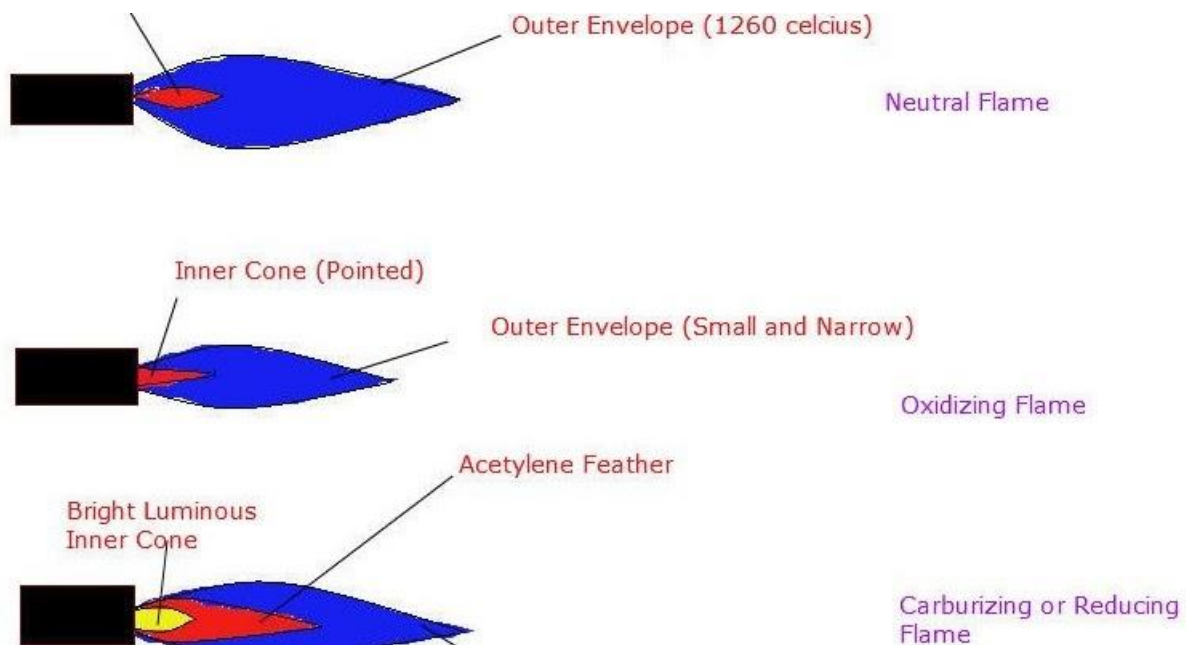 Outer Envelope (1260 celcius)
Neutral Flame
Inner Cone (Pointed)
Outer Envelope (Small and Narrow)
Oxidizing Flame
Acetylene Feather
Bright Luminous
Inner Cone
Carburizing or Reducing
Flame